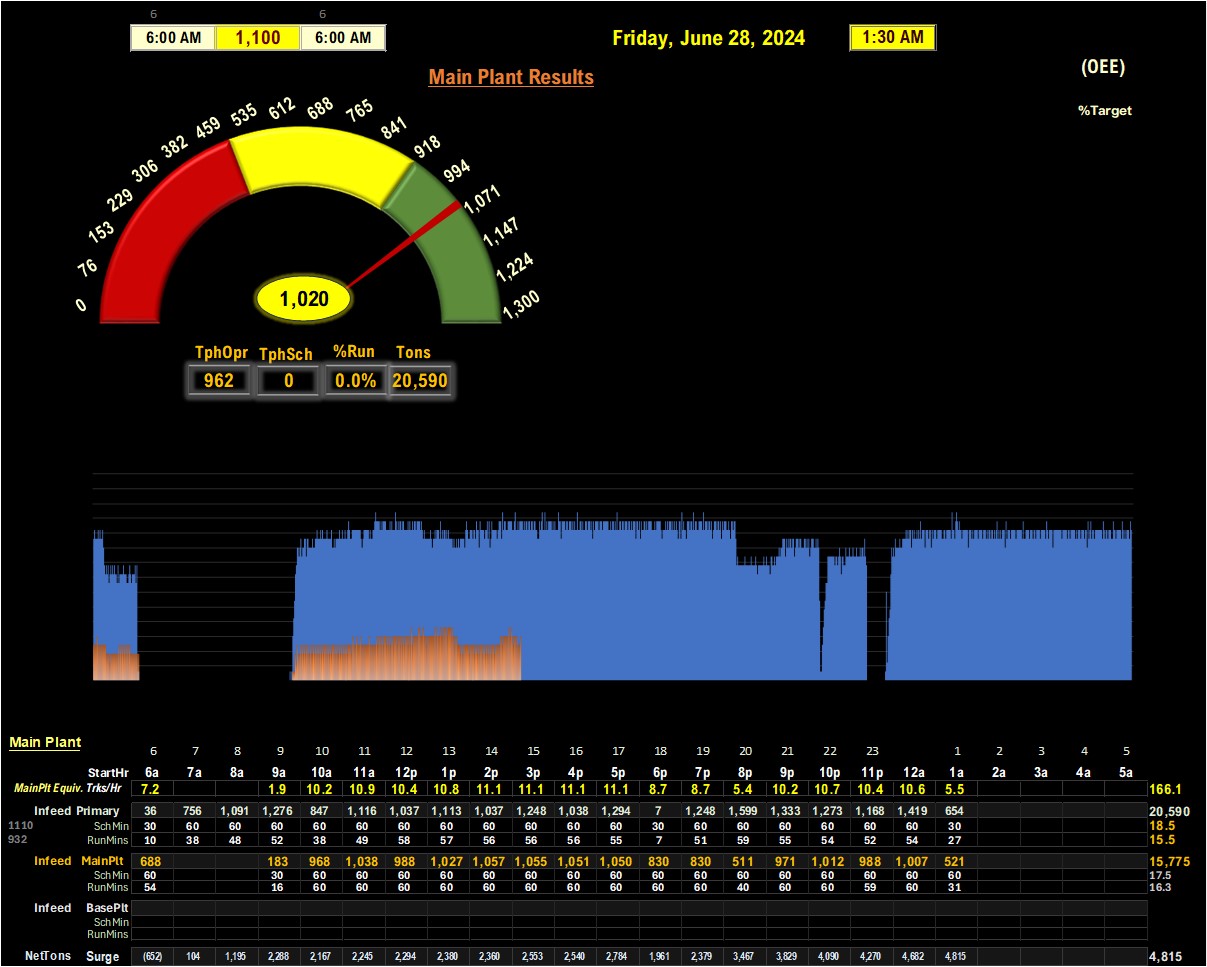 6 6
6:00 AM 1,100 6:00 AM Friday, June 28, 2024 1:30 AM
(OEE)
Main Plant Results
%Target
0 76 153 229 306 382 459 535 612 688 765 841 918 994 1,071 1,147 1,224 1,300
1,020
TphOpr TphSch %Run Tons
962 0 0.0% 20,590
Main Plant
6 7 8 9 10 11 12 13 14 15 16 17 18 19 20 21 22 23 1 2 3 4 5
StartHr 6a 7a 8a 9a 10a 11a 12p 1p 2p 3p 4p 5p 6p 7p 8p 9p 10p 11p 12a 1a 2a 3a 4a 5a
MainPlt Equiv. Trks/Hr 7.2 1.9 10.2 10.9 10.4 10.8 11.1 11.1 11.1 11.1 8.7 8.7 5.4 10.2 10.7 10.4 10.6 5.5 166.1
Infeed Primary 36 756 1,091 1,276 847 1,116 1,037 1,113 1,037 1,248 1,038 1,294 7 1,248 1,599 1,333 1,273 1,168 1,419 654 20,590
1110 SchMin 30 60 60 60 60 60 60 60 60 60 60 60 30 60 60 60 60 60 60 30 18.5
932 RunMins 10 38 48 52 38 49 58 57 56 56 56 55 7 51 59 55 54 52 54 27 15.5
Infeed MainPlt 688 183 968 1,038 988 1,027 1,057 1,055 1,051 1,050 830 830 511 971 1,012 988 1,007 521 15,775
SchMin 60 30 60 60 60 60 60 60 60 60 60 60 60 60 60 60 60 60 17.5
RunMins 54 16 60 60 60 60 60 60 60 60 60 60 40 60 60 59 60 31 16.3
Infeed BasePlt
SchMin
RunMins
NetTons Surge (652) 104 1,195 2,288 2,167 2,245 2,294 2,380 2,360 2,553 2,540 2,784 1,961 2,379 3,467 3,829 4,090 4,270 4,682 4,815 4,815